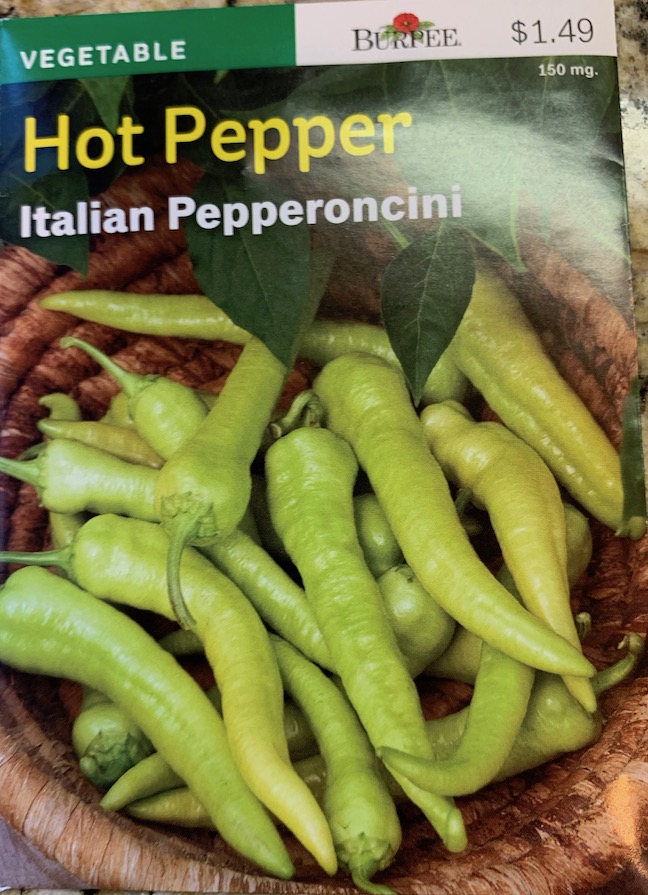 VEGETABLE
BURPEE.
$1.49
150 mg.
Hot Pepper
Italian Pepperoncini